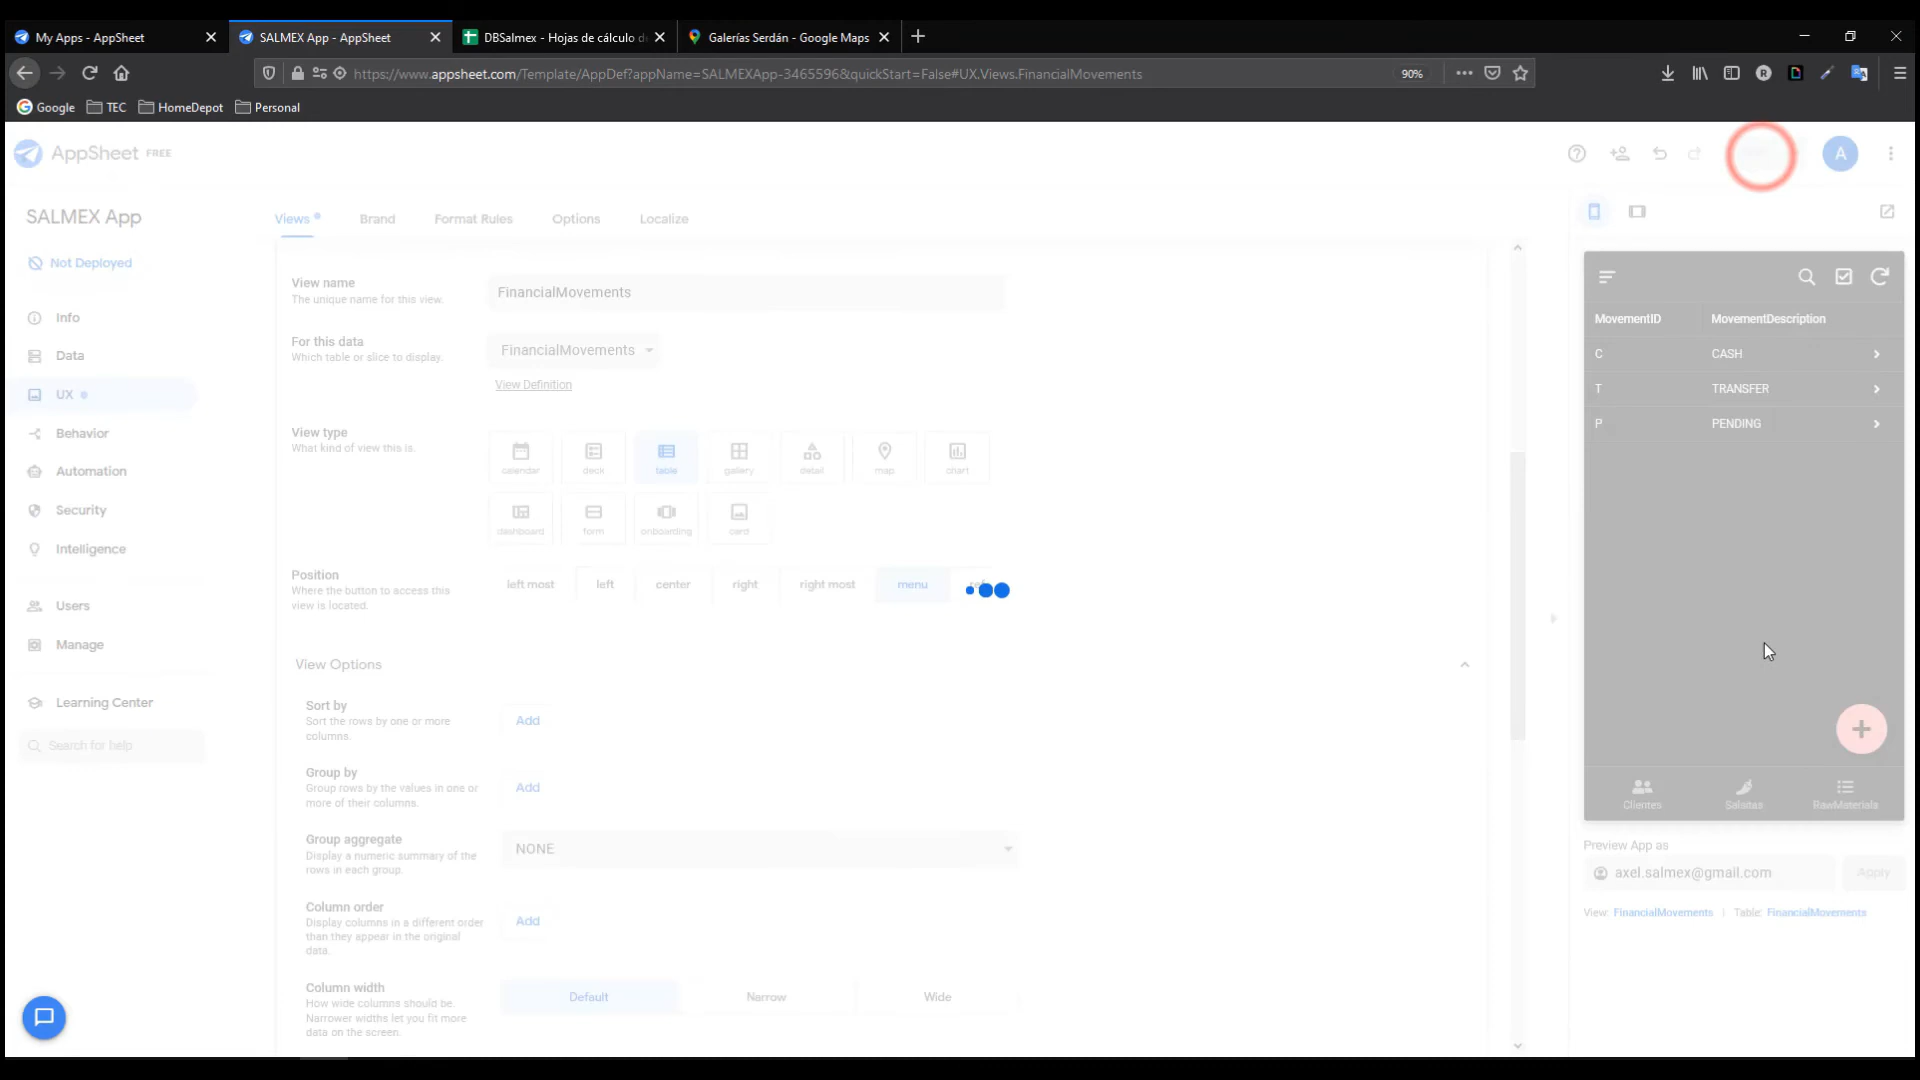 My Apps - AppSheet
SALMEX App - AppSheet
DBSalmex - Hojas de cálculo d
Galerías Serdán - Google Maps
https://www.appsheet.com/Template/AppDef?appName=SALMEXApp-3465596&quickStart=False#UX.Views.FinancialMovements
90%
Google
TEC
HomeDepot
Personal
AppSheet FREE
A
SALMEX App
Not Deployed
Info
Data
UX
Behavior
Automation
Security
Intelligence
Users
Manage
Learning Center
Search for help
Views
Brand
Format Rules
Options
Localize
View name
The unique name for this view.
FinancialMovements
For this data
Which table or slice to display.
FinancialMovements
View Definition
View type
What kind of view this is.
calendar
deck
table
gallery
detail
map
chart
dashboard
form
onboarding
card
Position
Where the button to access this
view is located.
left most
left
center
right
right most
menu
View Options
Sort by
Sort the rows by one or more
columns.
Add
Group by
Group rows by the values in one or
more of their columns.
Add
Group aggregate
Display a numeric summary of the
rows in each group.
NONE
Column order
Display columns in a different order
than they appear in the original
data.
Add
Column width
How wide columns should be.
Narrower widths let you fit more
data on the screen.
Default
Narrow
Wide
MovementID
MovementDescription
C
CASH
T
TRANSFER
P
PENDING
Clientes
Salsitas
RawMaterials
Preview App as
axel.salmex@gmail.com
Apply
View: FinancialMovements | Table: FinancialMovements